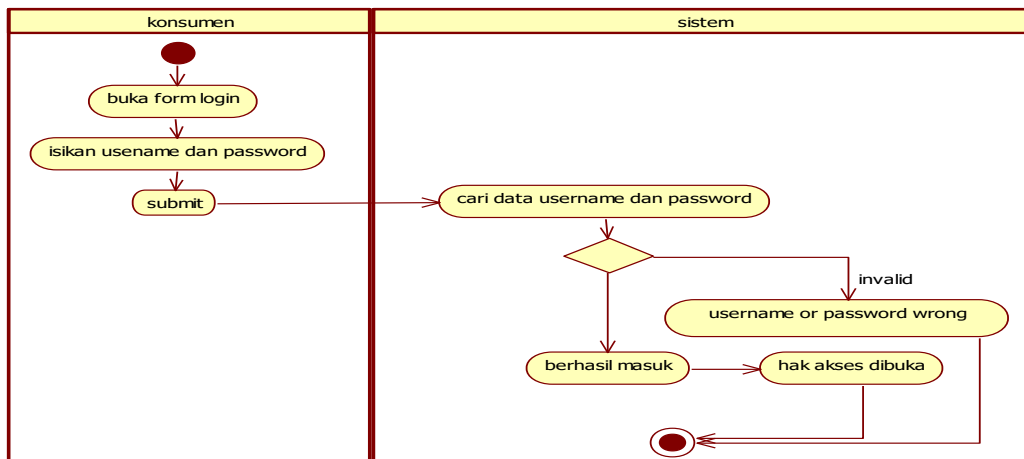 konsumen
sistem
buka form login
isikan usename dan password
submit
cari data username dan password
invalid
username or password wrong
berhasil masuk
hak akses dibuka